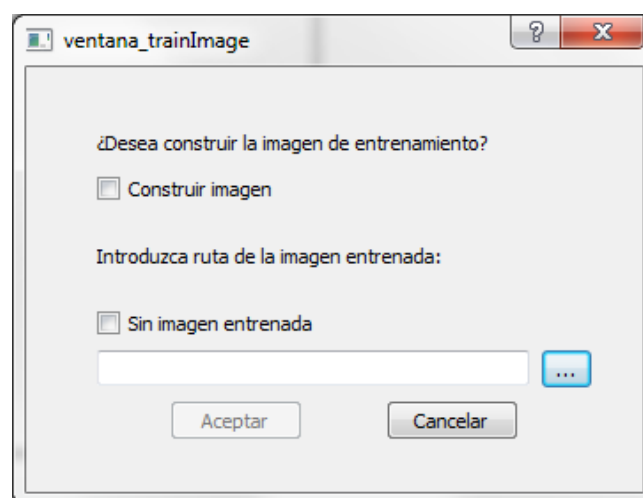 ventana_trainImage
¿Desea construir la imagen de entrenamiento?
Construir imagen
Introduzca ruta de la imagen entrenada:
Sin imagen entrenada
...
Aceptar Cancelar